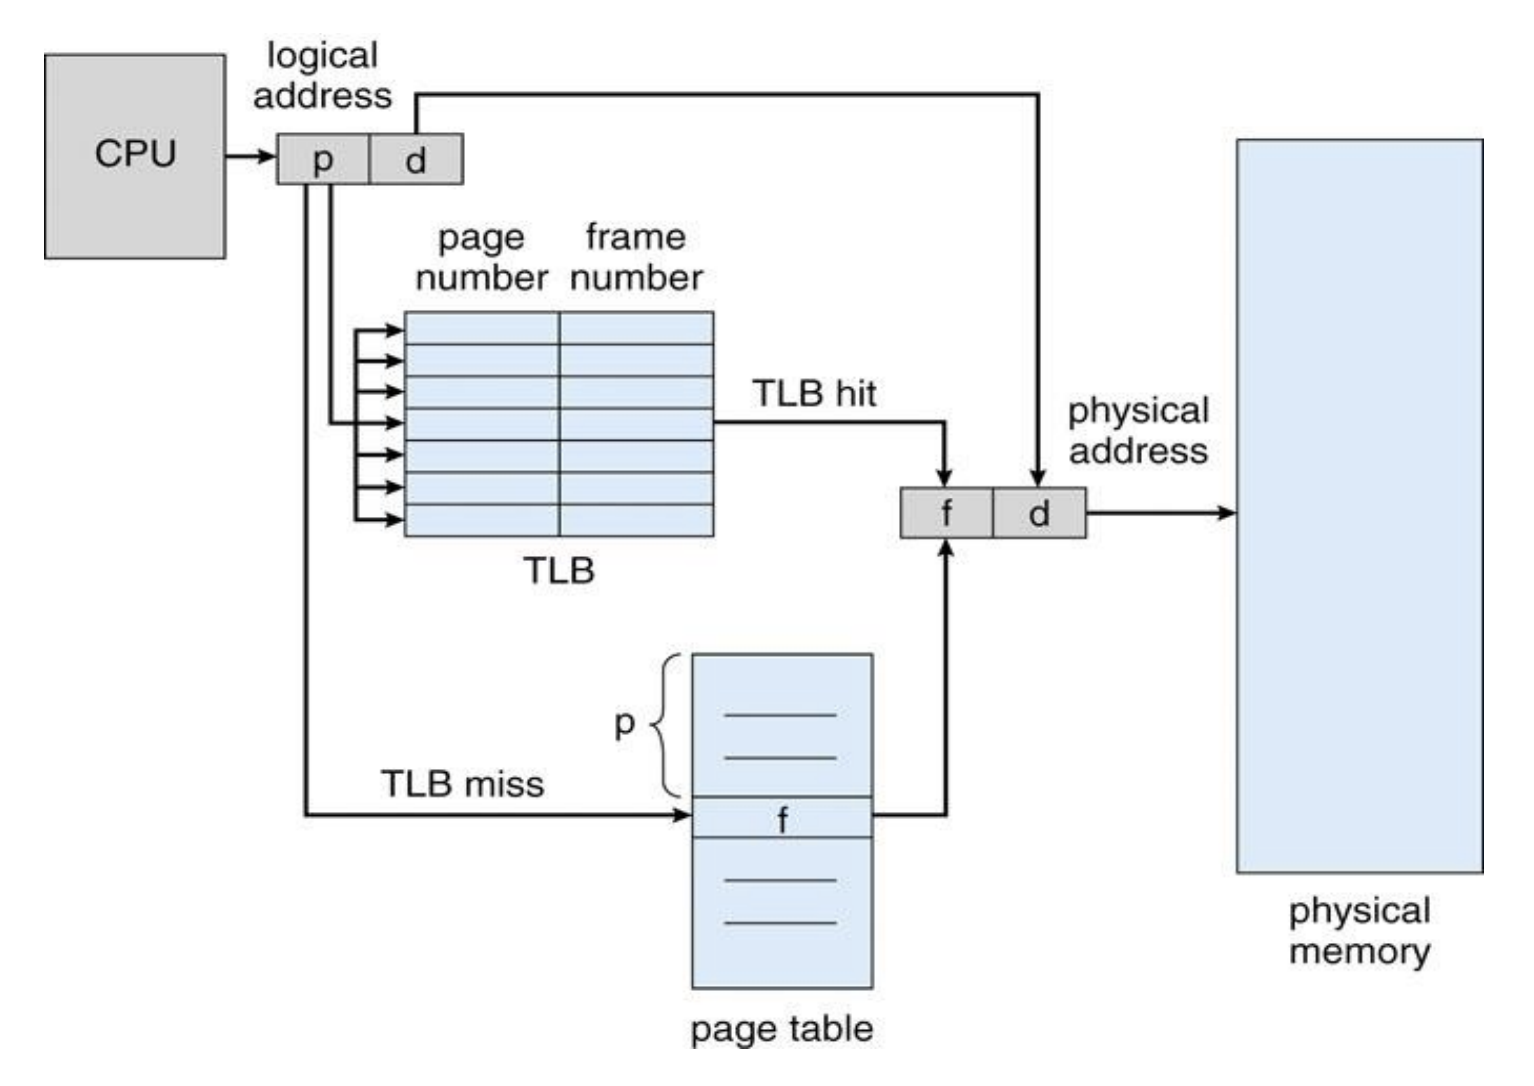 logical
address
CPU
p
d
page
number
frame
number
TLB hit
physical
address
f
d
TLB
p
TLB miss
f
physical
memory
page table